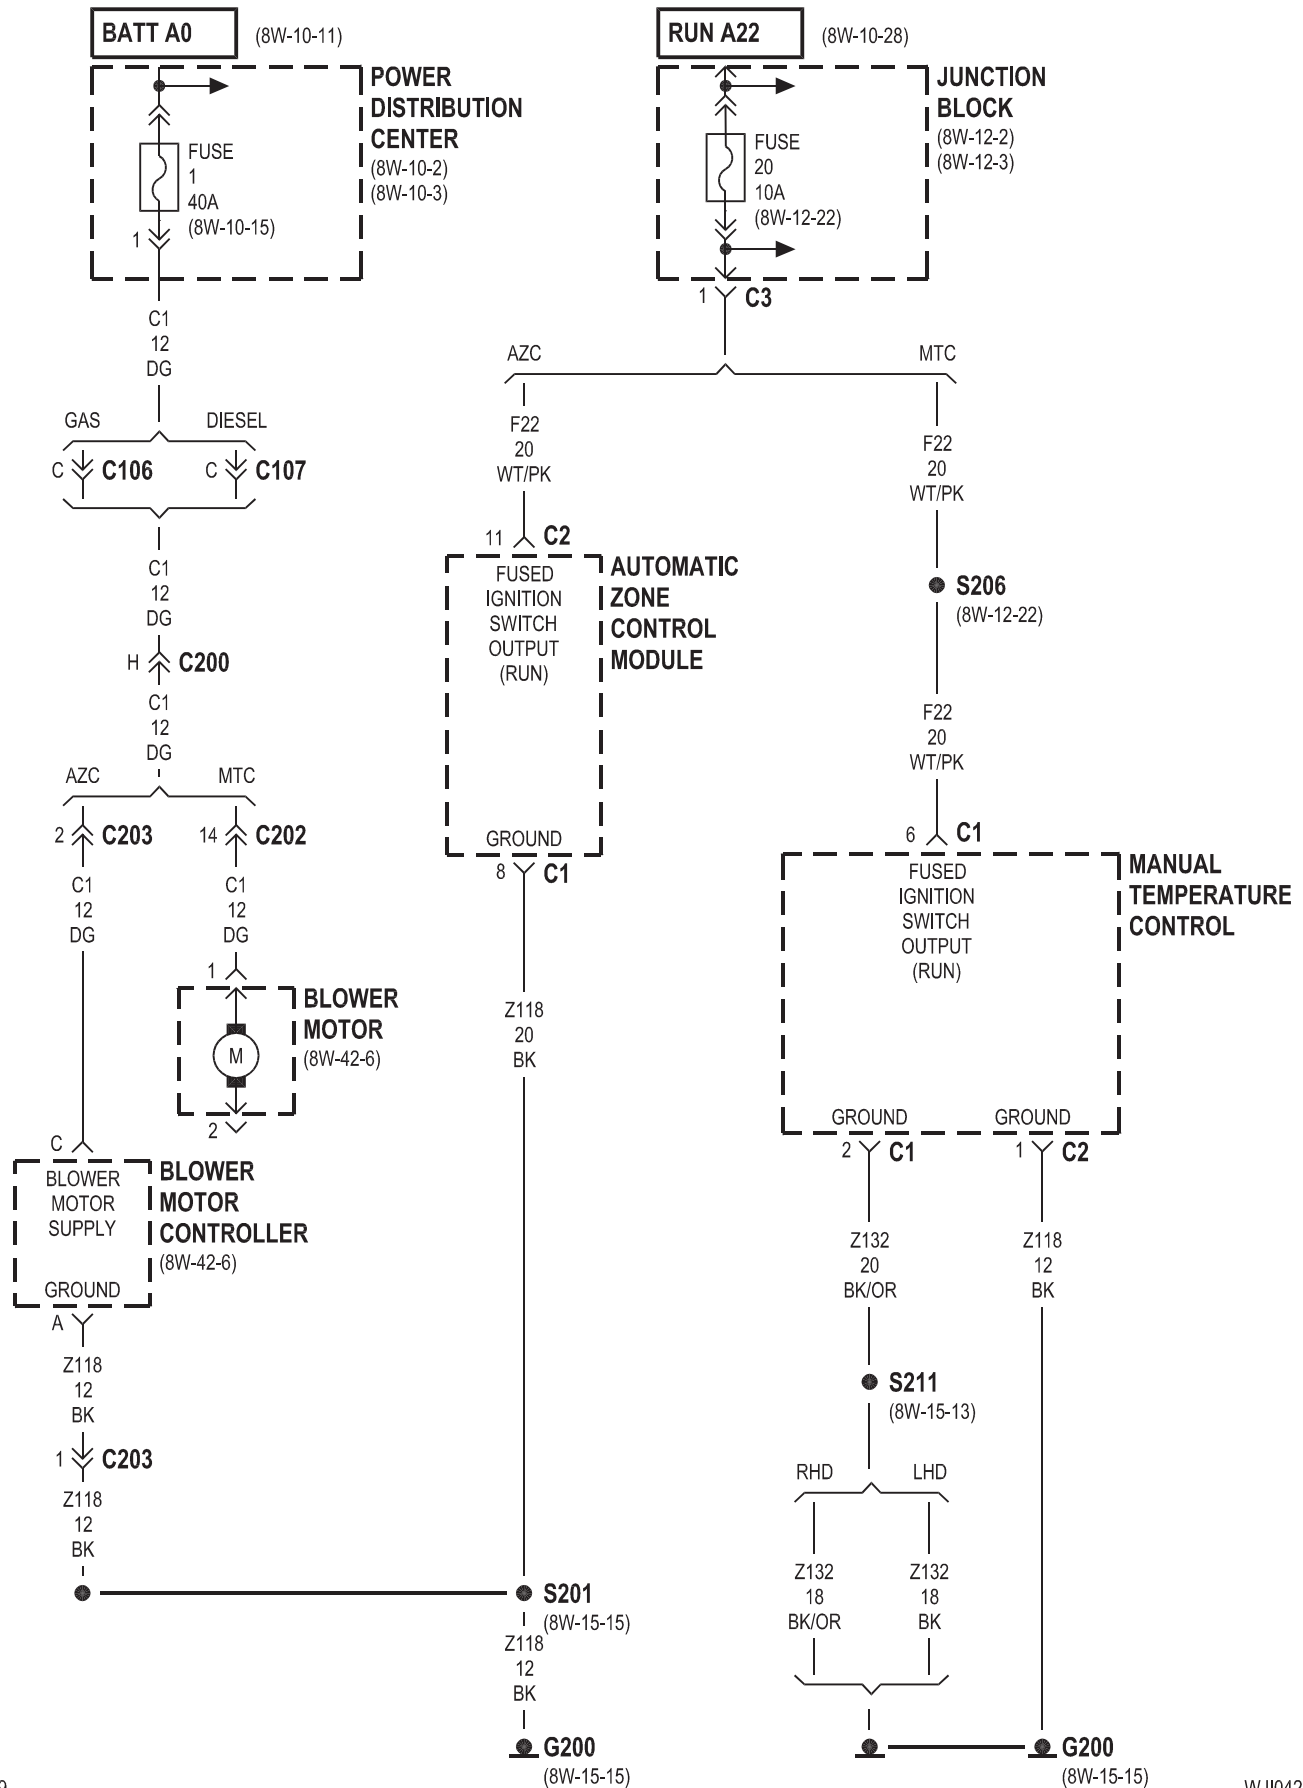 BATT A0 (8W-10-11)
POWER
DISTRIBUTION
CENTER
(8W-10-2)
(8W-10-3)
FUSE
1
40A
(8W-10-15)
1
C1
12
DG
GAS DIESEL
C C106 C C107
C1
12
DG
H C200
C1
12
DG
AZC MTC
2 C203 14 C202
C1 C1
12 12
DG DG
1
BLOWER
MOTOR
(8W-42-6)
M
2
C
BLOWER
MOTOR
SUPPLY
BLOWER
MOTOR
CONTROLLER
(8W-42-6)
GROUND
A
Z118
12
BK
1 C203
Z118
12
BK
RUN A22 (8W-10-28)
JUNCTION
BLOCK
(8W-12-2)
(8W-12-3)
FUSE
20
10A
(8W-12-22)
1 C3
AZC MTC
F22
20
WT/PK
11 C2
FUSED
IGNITION
SWITCH
OUTPUT
(RUN)
AUTOMATIC
ZONE
CONTROL
MODULE
GROUND
8 C1
Z118
20
BK
S201
(8W-15-15)
Z118
12
BK
G200
(8W-15-15)
F22
20
WT/PK
S206
(8W-12-22)
F22
20
WT/PK
6 C1
FUSED
IGNITION
SWITCH
OUTPUT
(RUN)
MANUAL
TEMPERATURE
CONTROL
GROUND GROUND
2 C1 1 C2
Z132 Z118
20 12
BK/OR BK
S211
(8W-15-13)
RHD LHD
Z132 Z132
18 18
BK/OR BK
G200
(8W-15-15)